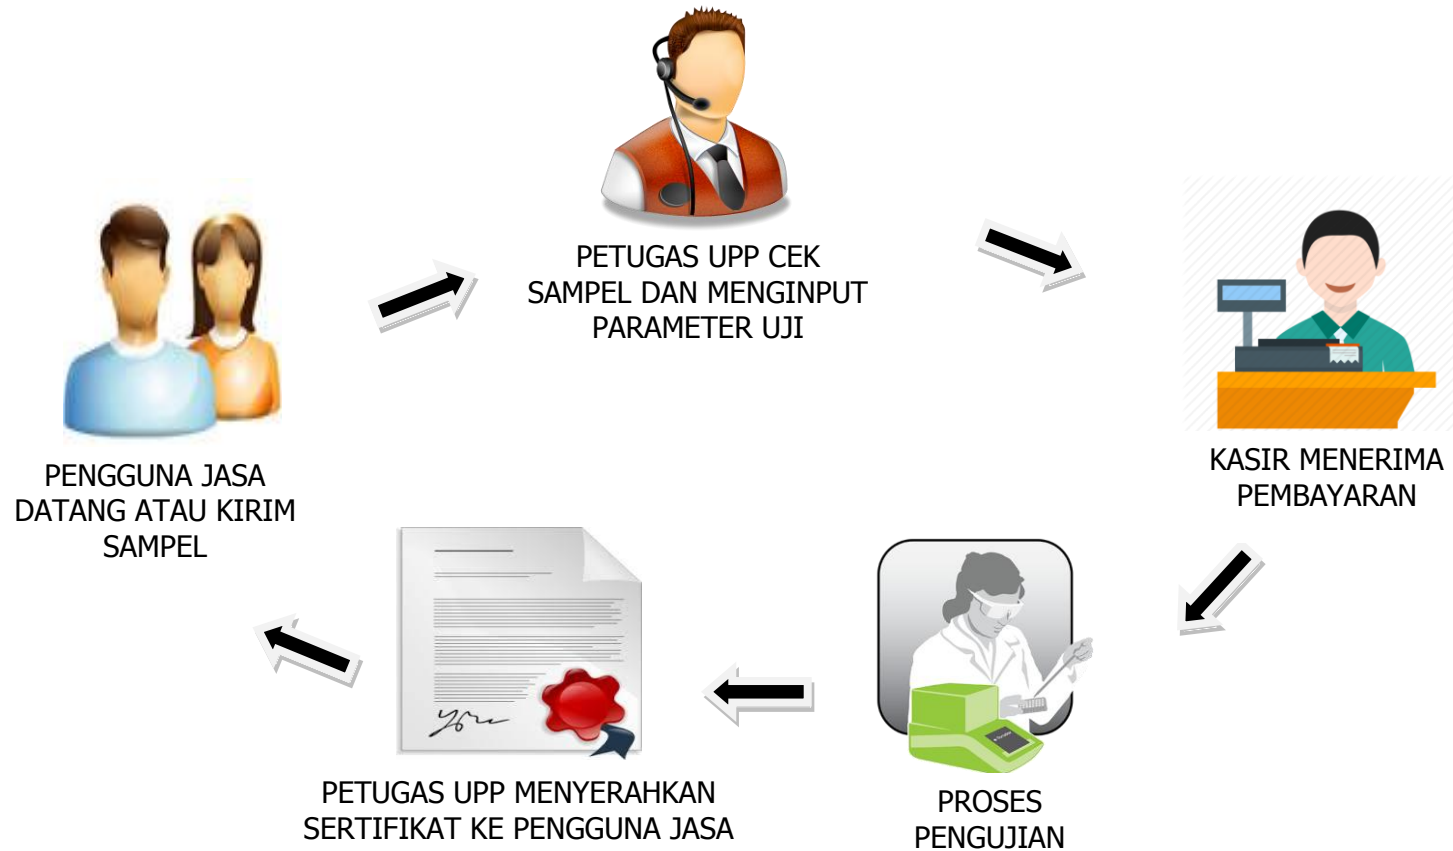 PETUGAS UPP CEK
SAMPEL DAN MENGINPUT
PARAMETER UJI
PENGGUNA JASA
DATANG ATAU KIRIM
SAMPEL
KASIR MENERIMA
PEMBAYARAN
PETUGAS UPP MENYERAHKAN
SERTIFIKAT KE PENGGUNA JASA
PROSES
PENGUJIAN